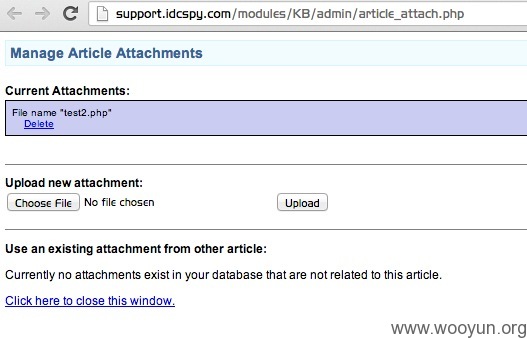 support.idcspy.com/modules/KB/admin/article_attach.php
Manage Article Attachments
Current Attachments:
File name "test2.php"
Delete
Upload new attachment:
Choose File No file chosen Upload
Use an existing attachment from other article:
Currently no attachments exist in your database that are not related to this article.
Click here to close this window.
www.wooyun.org